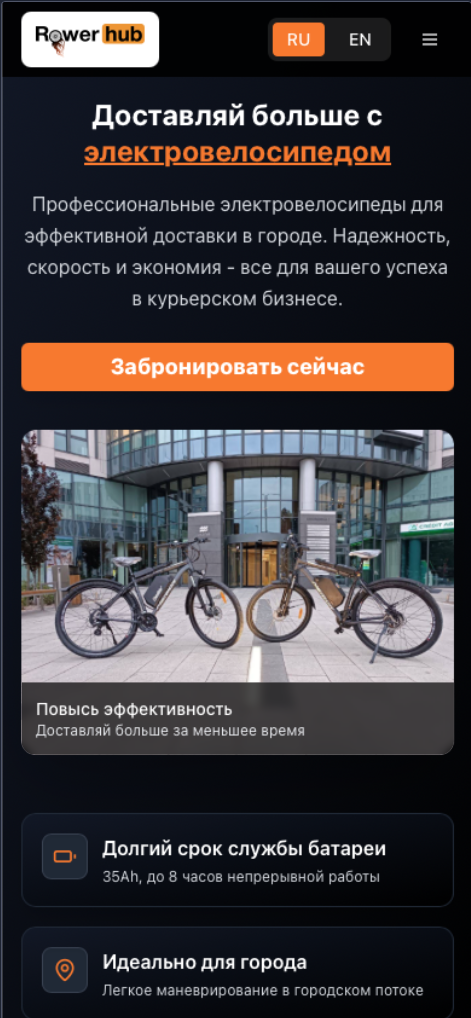 Rower hub
RU
EN
Доставляй больше с
электровелосипедом
Профессиональные электровелосипеды для
эффективной доставки в городе. Надежность,
скорость и экономия - все для вашего успеха
в курьерском бизнесе.
Забронировать сейчас
CREDIT AG
Повысь эффективность
Доставляй больше за меньшее время
Долгий срок службы батареи
35Ah, до 8 часов непрерывной работы
Идеально для города
Легкое маневрирование в городском потоке